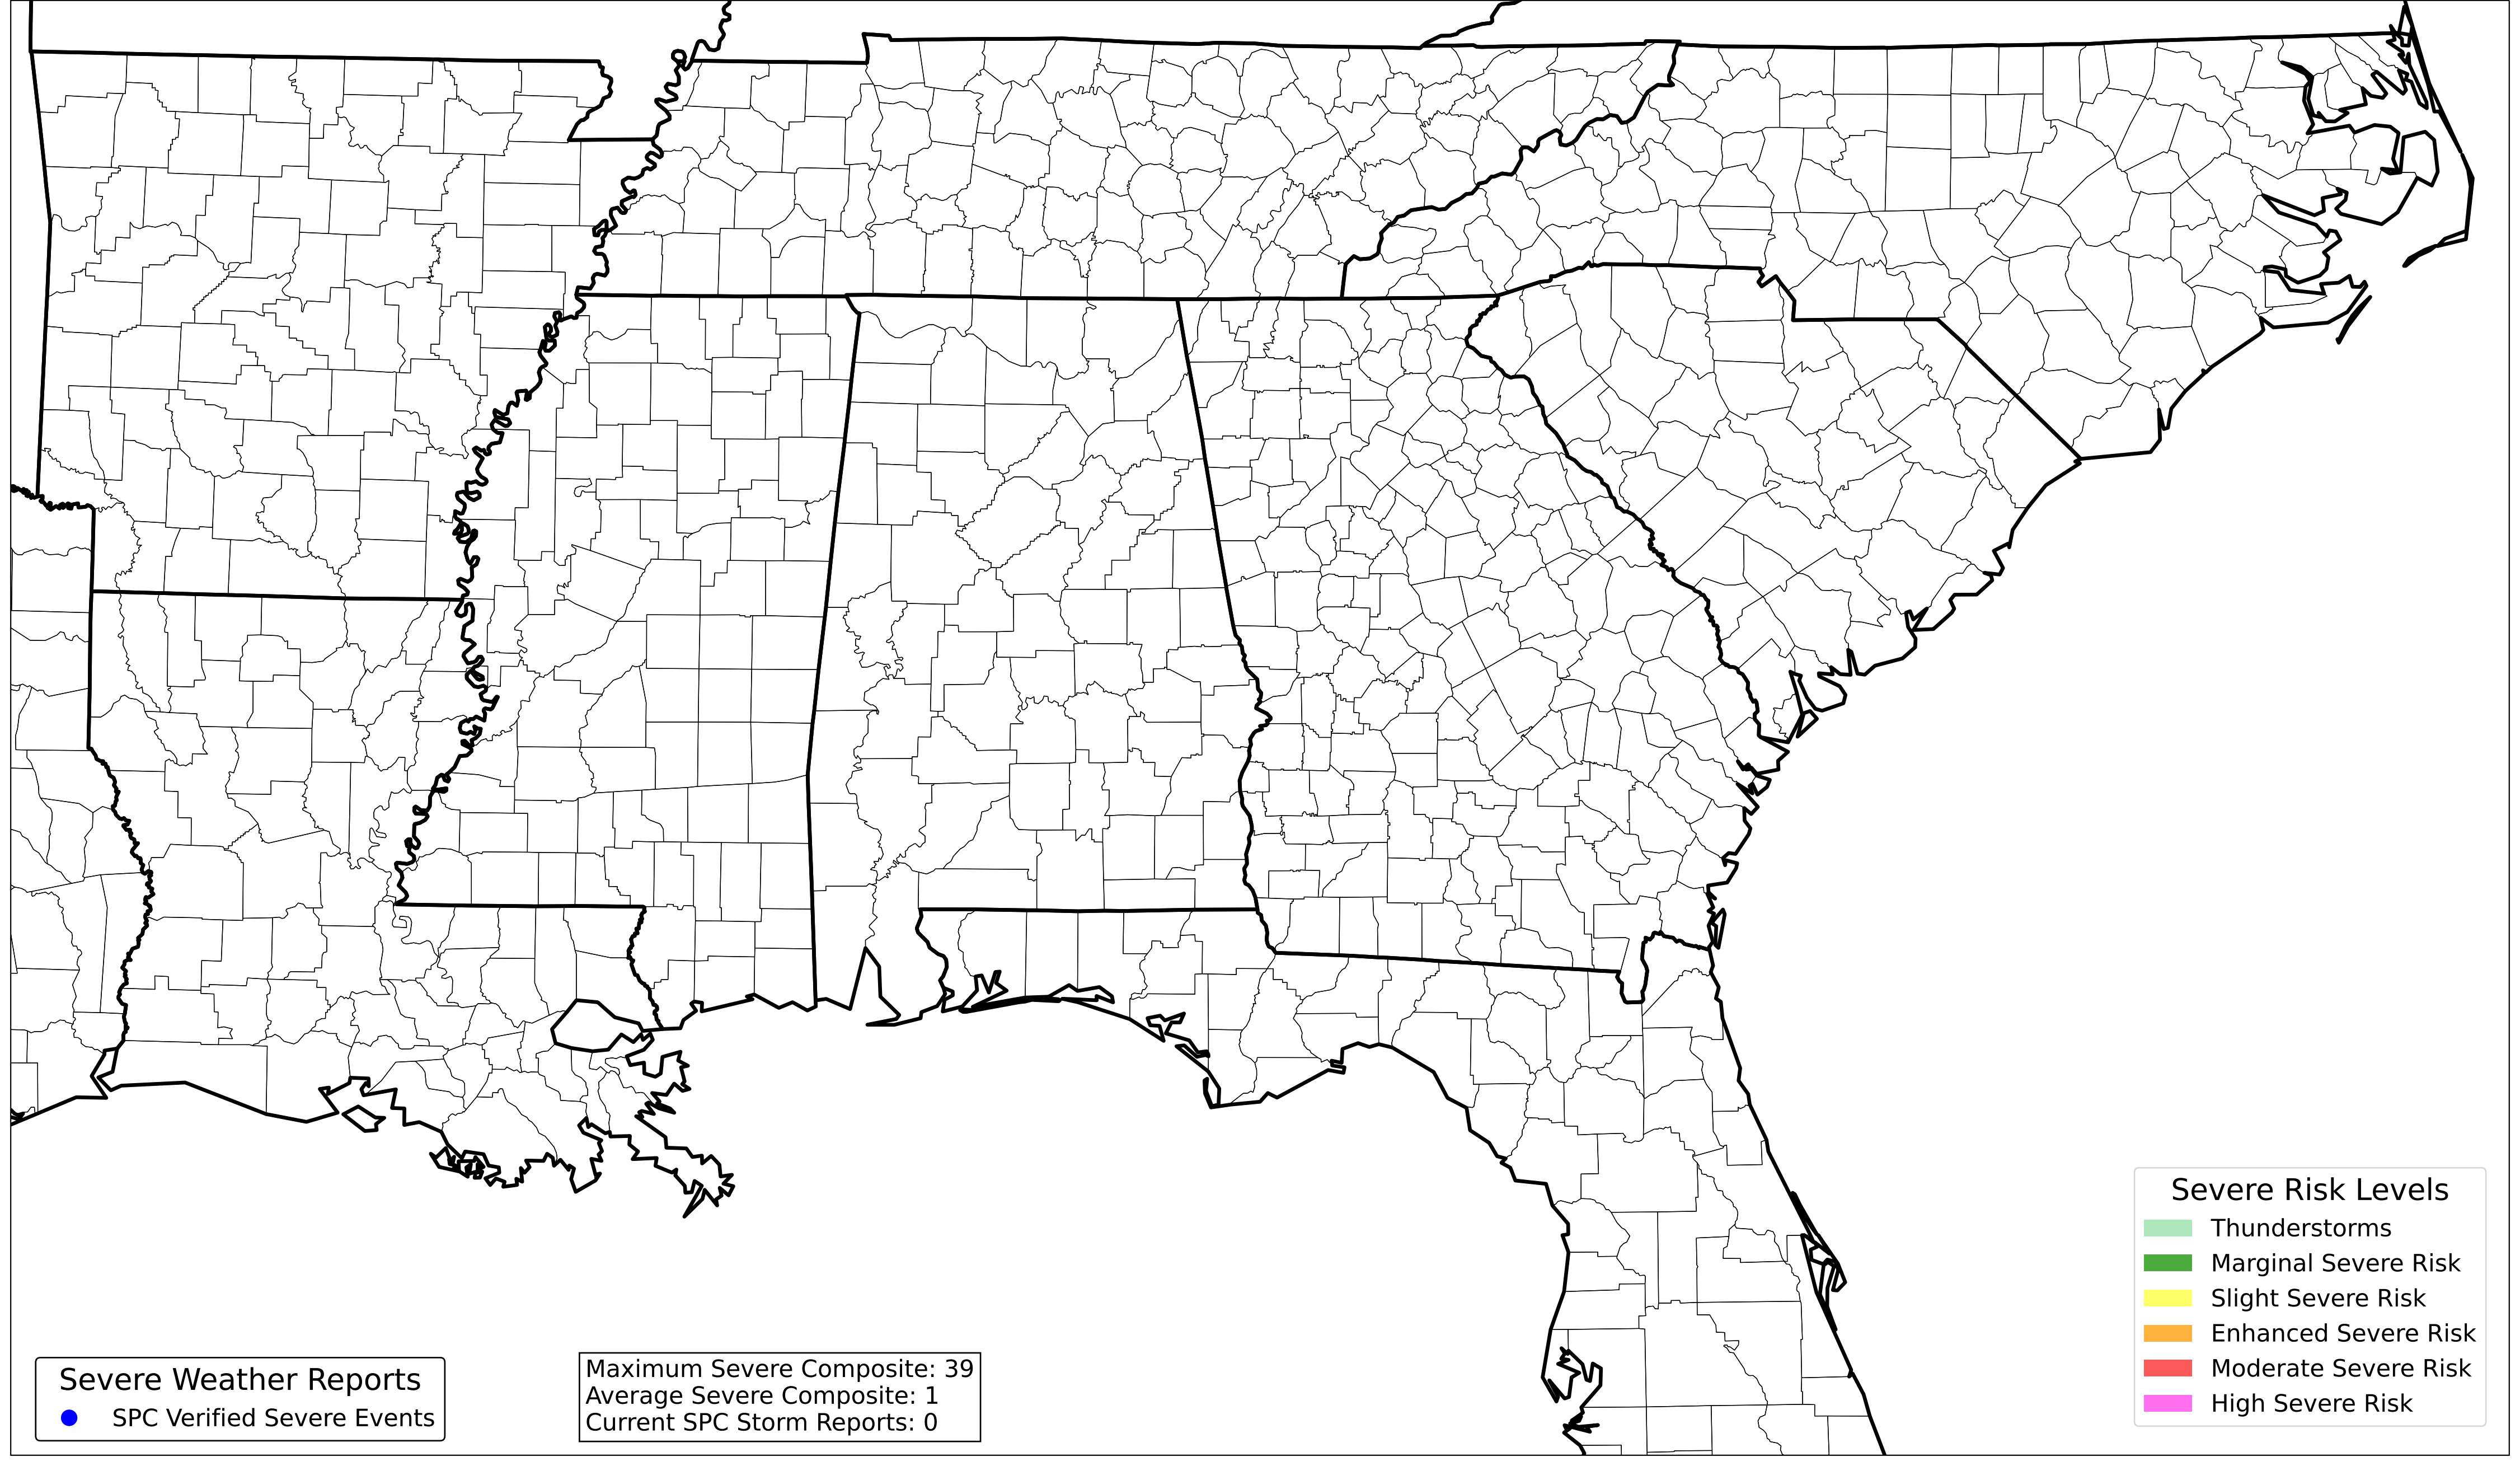 Severe Risk Levels
Thunderstorms
Marginal Severe Risk
Slight Severe Risk
Enhanced Severe Risk
Moderate Severe Risk
High Severe Risk
Severe Weather Reports
SPC Verified Severe Events
Maximum Severe Composite: 39
Average Severe Composite: 1
Current SPC Storm Reports: 0